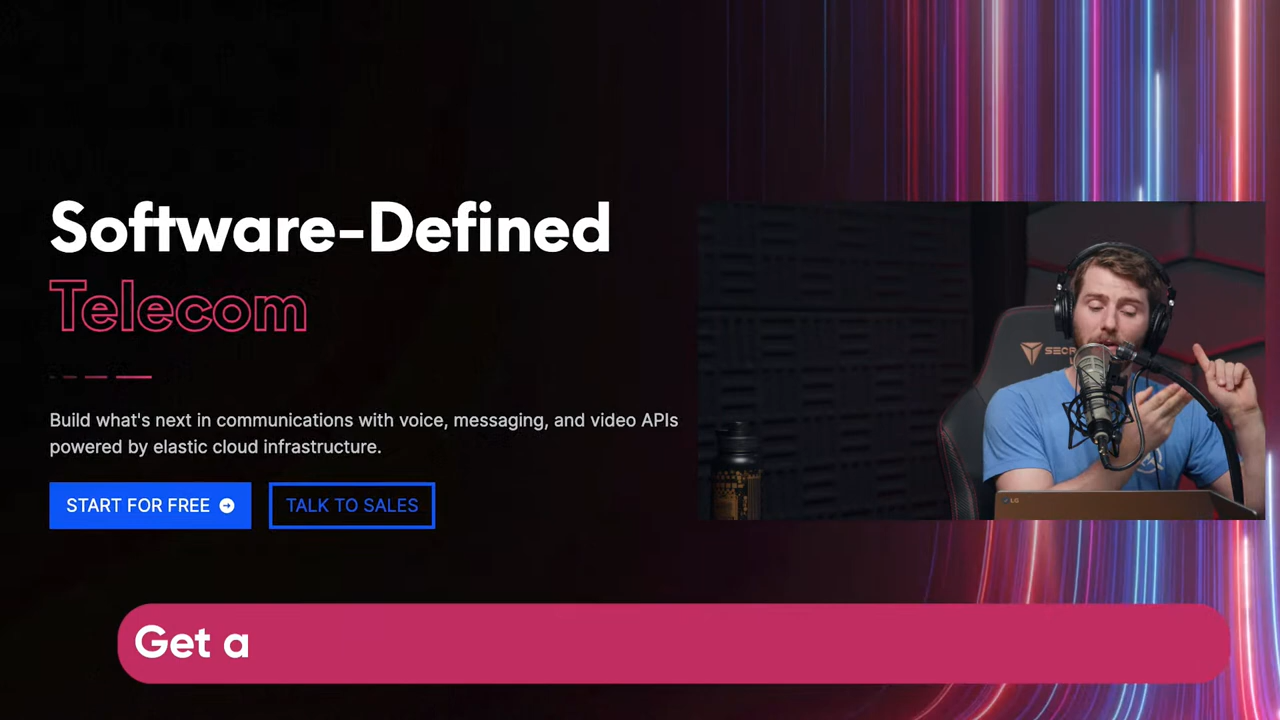 Software-Defined
Telecom
Build what's next in communications with voice, messaging, and video APIs
powered by elastic cloud infrastructure.
START FOR FREE
TALK TO SALES
LG
Get a